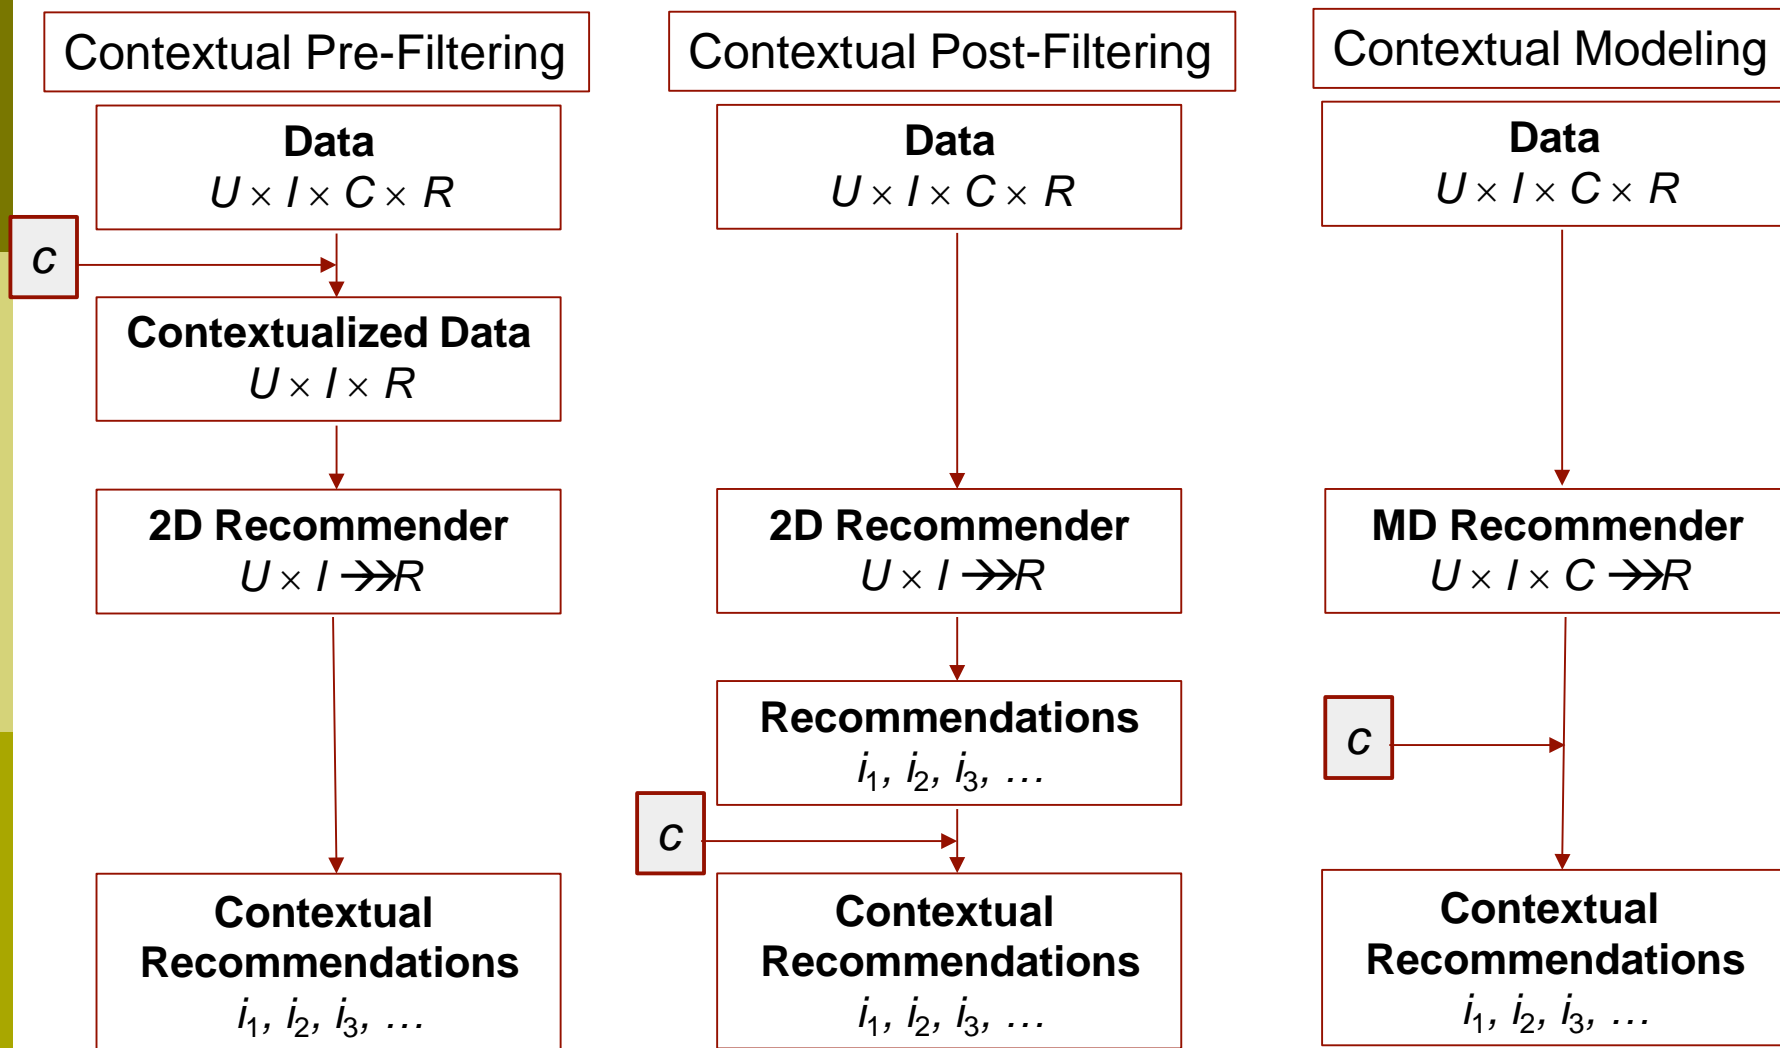 Contextual Pre-Filtering
Data
U × I × C × R
c
Contextualized Data
U × I × R
2D Recommender
U × I →→R
Contextual
Recommendations
i1, i2, i3, …
Contextual Post-Filtering
Data
U × I × C × R
2D Recommender
U × I →→R
Recommendations
i1, i2, i3, …
c
Contextual
Recommendations
i1, i2, i3, …
Contextual Modeling
Data
U × I × C × R
MD Recommender
U × I × C →→R
c
Contextual
Recommendations
i1, i2, i3, …